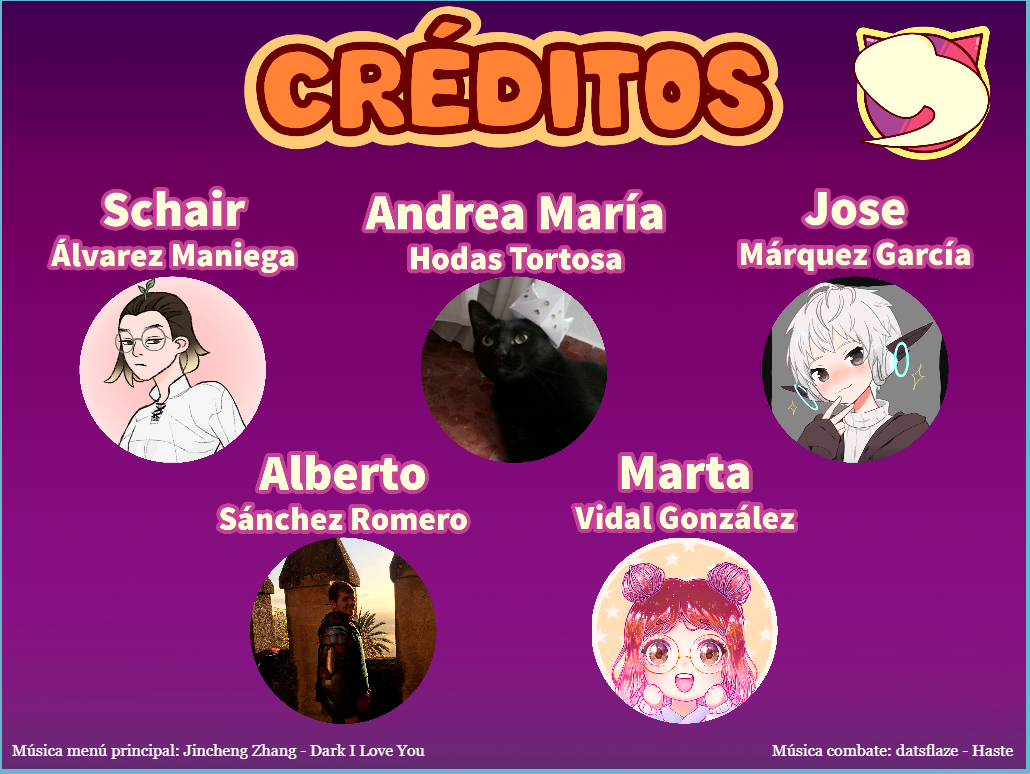 CRÉDITOS
Schair
Álvarez Maniega
Andrea María
Hodas Tortosa
Jose
Márquez García
Alberto
Sánchez Romero
Marta
Vidal González
Música menú principal: Jincheng Zhang - Dark I Love You
Música combate: datsflaze - Haste